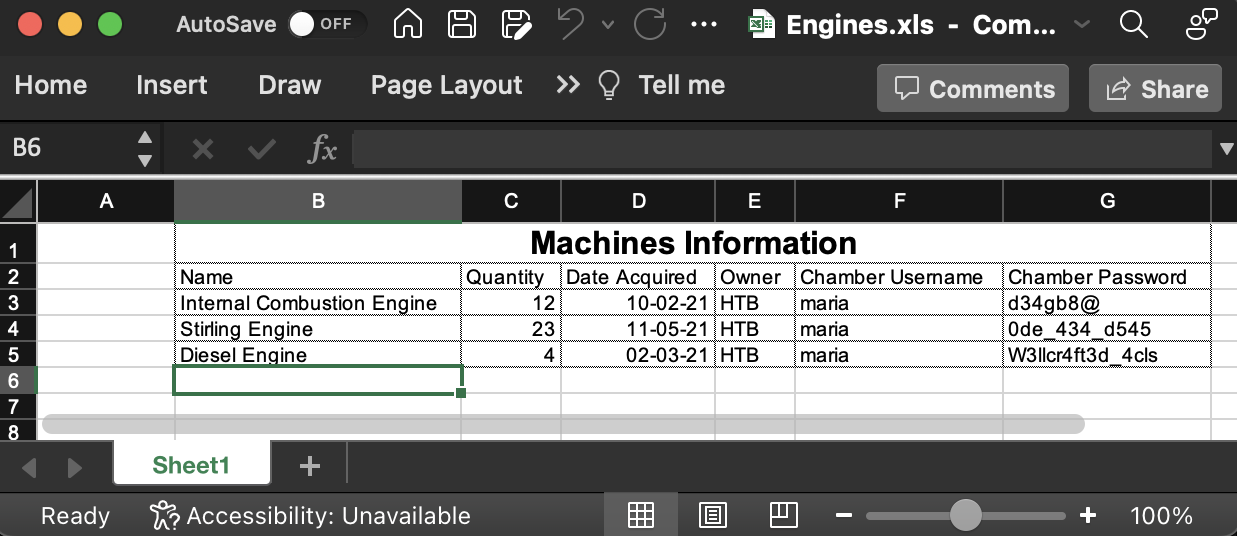 AutoSave OFF Engines.xls - Com...
Home Insert Draw Page Layout >> Tell me Comments Share
B6 fx
A B C D E F G
1 Machines Information
2 Name Quantity Date Acquired Owner Chamber Username Chamber Password
3 Internal Combustion Engine 12 10-02-21 HTB maria d34gb8@
4 Stirling Engine 23 11-05-21 HTB maria 0de_434_d545
5 Diesel Engine 4 02-03-21 HTB maria W3llcr4ft3d_4cls
6
7
8
Sheet1 +
Ready Accessibility: Unavailable - + 100%